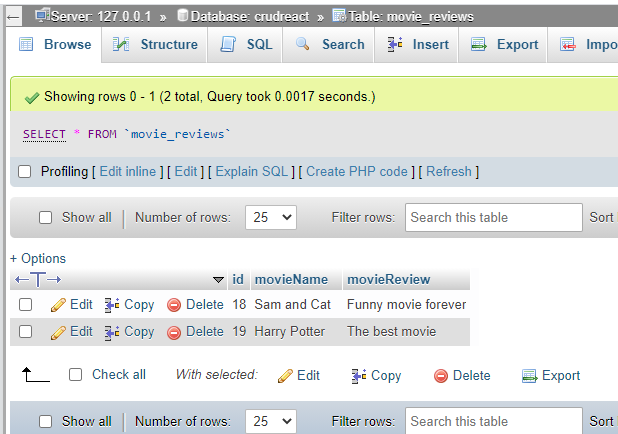 Server: 127.0.0.1 » Database: crudreact » Table: movie_reviews
Browse Structure SQL Search Insert Export Impo
Showing rows 0 - 1 (2 total, Query took 0.0017 seconds.)
SELECT * FROM `movie_reviews`
Profiling [ Edit inline ] [ Edit ] [ Explain SQL ] [ Create PHP code ] [ Refresh ]
Show all Number of rows: 25 Filter rows: Search this table Sort
+ Options
←T→ id movieName movieReview
Edit Copy Delete 18 Sam and Cat Funny movie forever
Edit Copy Delete 19 Harry Potter The best movie
Check all With selected: Edit Copy Delete Export
Show all Number of rows: 25 Filter rows: Search this table Sort